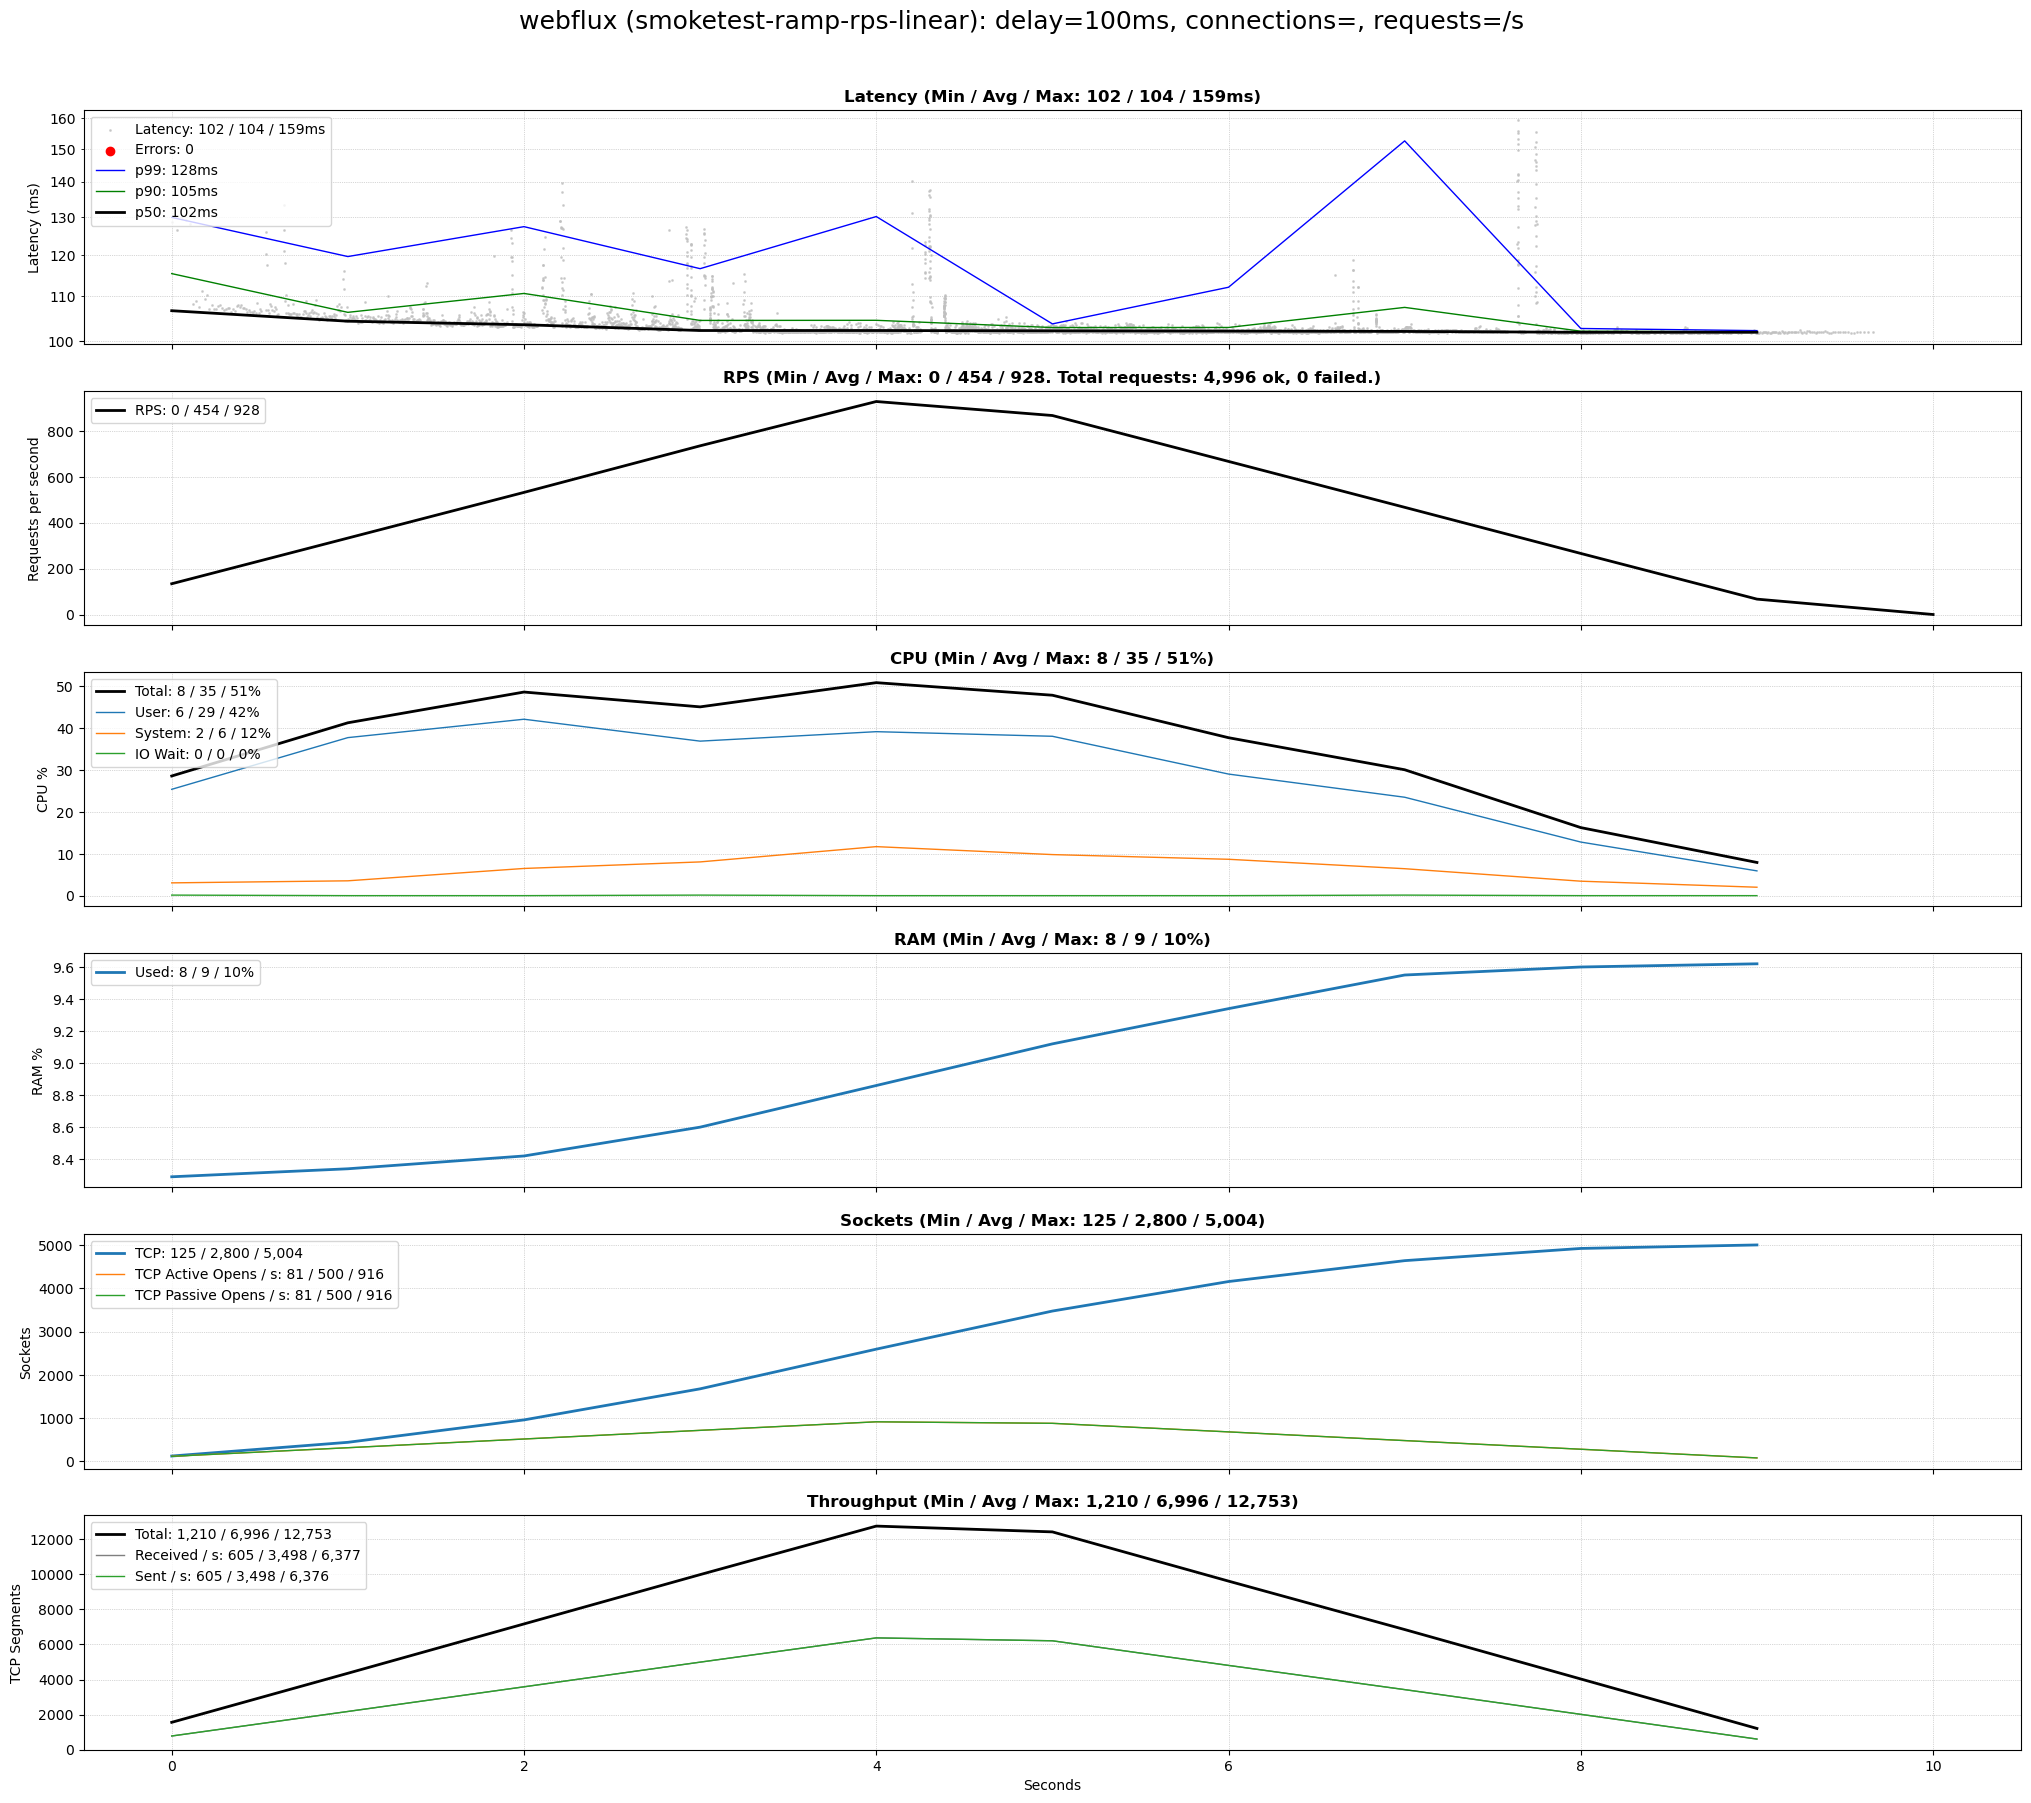 webflux (smoketest-ramp-rps-linear): delay=100ms, connections=, requests=/s
Latency (Min / Avg / Max: 102 / 104 / 159ms)
Latency (ms)
160
150
140
130
120
110
100
Latency: 102 / 104 / 159ms
Errors: 0
p99: 128ms
p90: 105ms
p50: 102ms
RPS (Min / Avg / Max: 0 / 454 / 928. Total requests: 4,996 ok, 0 failed.)
Requests per second
800
600
400
200
0
RPS: 0 / 454 / 928
CPU (Min / Avg / Max: 8 / 35 / 51%)
CPU %
50
40
30
20
10
0
Total: 8 / 35 / 51%
User: 6 / 29 / 42%
System: 2 / 6 / 12%
IO Wait: 0 / 0 / 0%
RAM (Min / Avg / Max: 8 / 9 / 10%)
RAM %
9.6
9.4
9.2
9.0
8.8
8.6
8.4
Used: 8 / 9 / 10%
Sockets (Min / Avg / Max: 125 / 2,800 / 5,004)
Sockets
5000
4000
3000
2000
1000
0
TCP: 125 / 2,800 / 5,004
TCP Active Opens / s: 81 / 500 / 916
TCP Passive Opens / s: 81 / 500 / 916
Throughput (Min / Avg / Max: 1,210 / 6,996 / 12,753)
TCP Segments
12000
10000
8000
6000
4000
2000
0
Total: 1,210 / 6,996 / 12,753
Received / s: 605 / 3,498 / 6,377
Sent / s: 605 / 3,498 / 6,376
0 2 4 6 8 10
Seconds